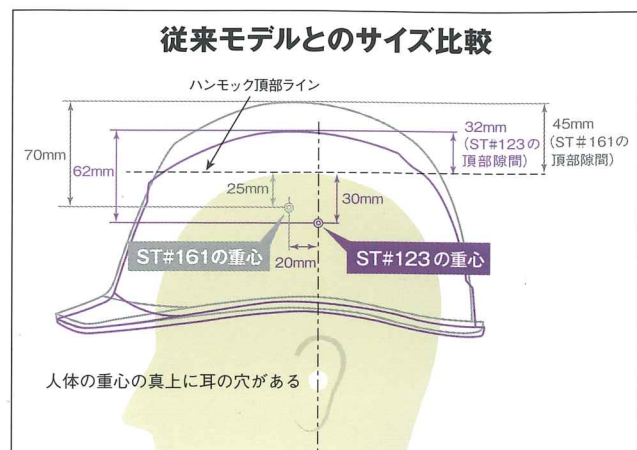 従来モデルとのサイズ比較
ハンモック頂部ライン
70mm
62mm
25mm
30mm
32mm
(ST#123の
頂部隙間)
45mm
(ST#161の
頂部隙間)
ST#161の重心
20mm
ST#123の重心
人体の重心の真上に耳の穴がある